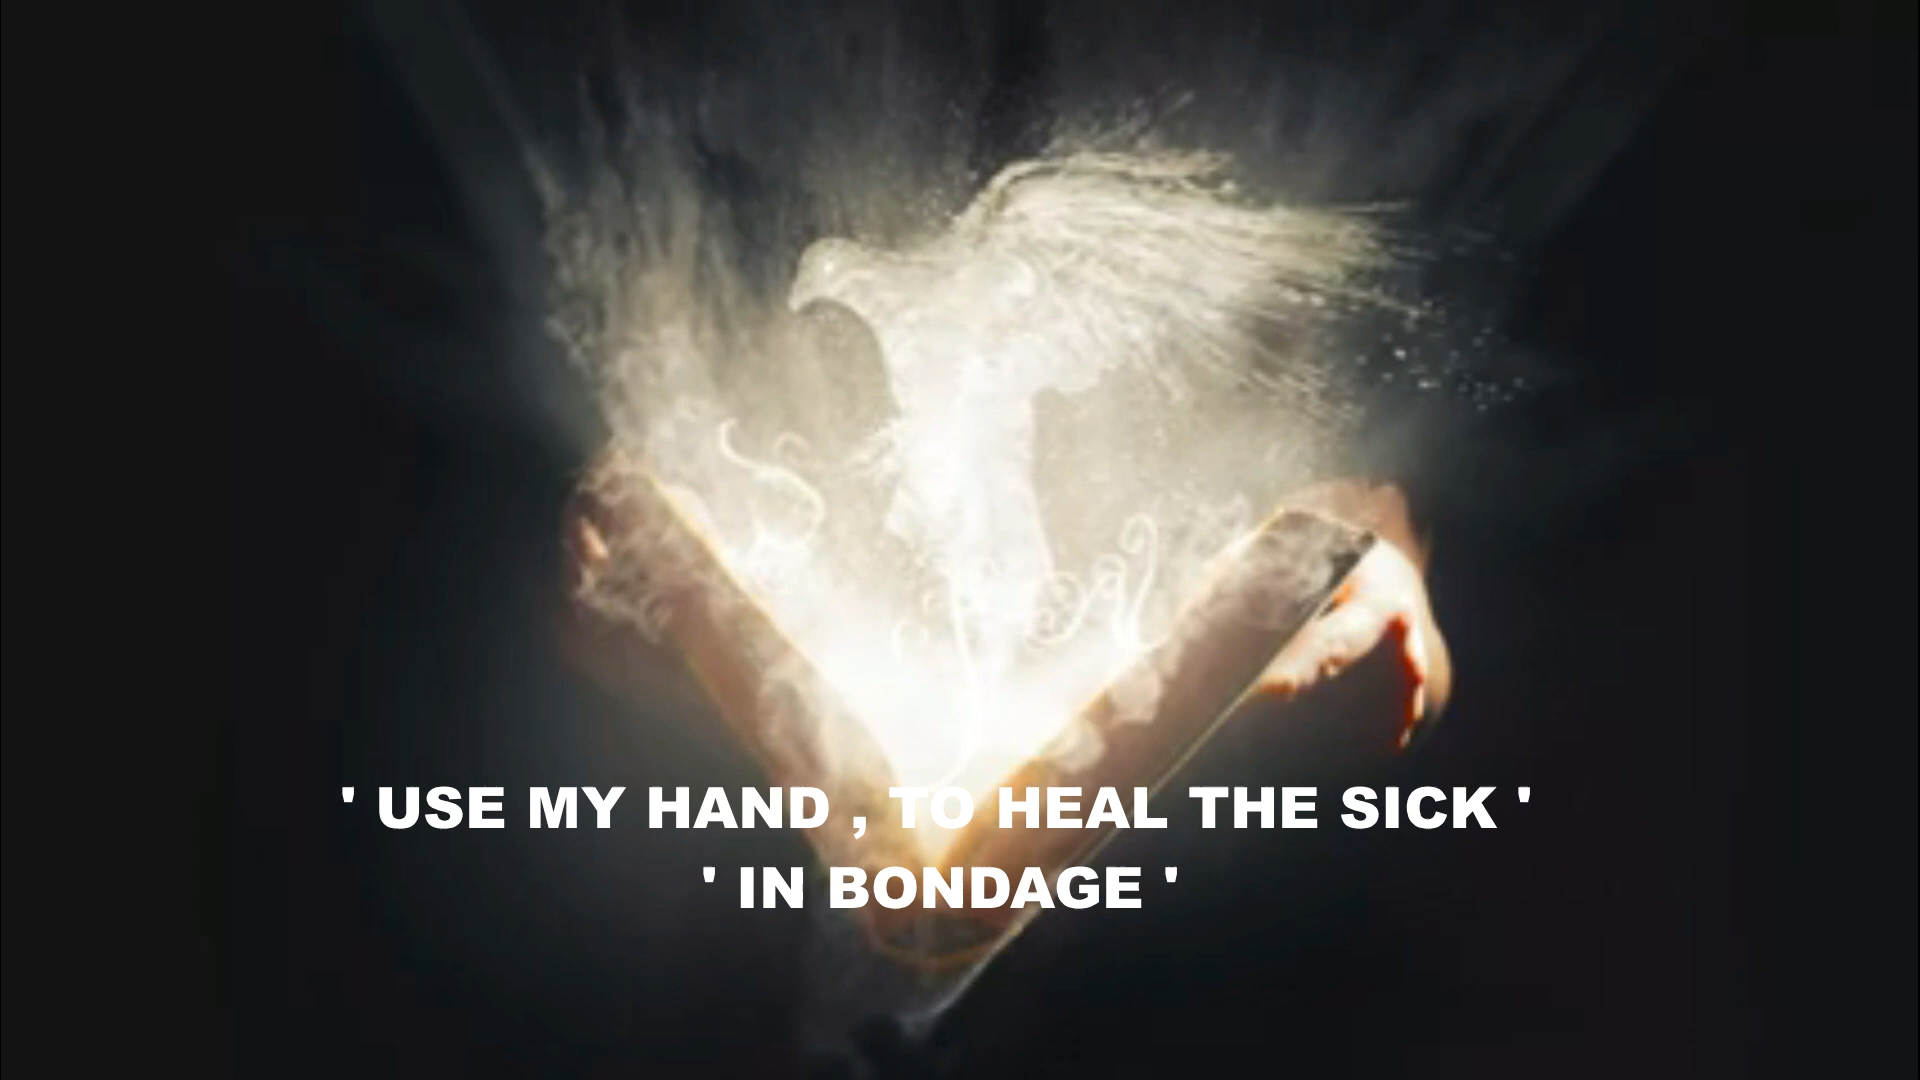 ' USE MY HAND , TO HEAL THE SICK '
' IN BONDAGE '